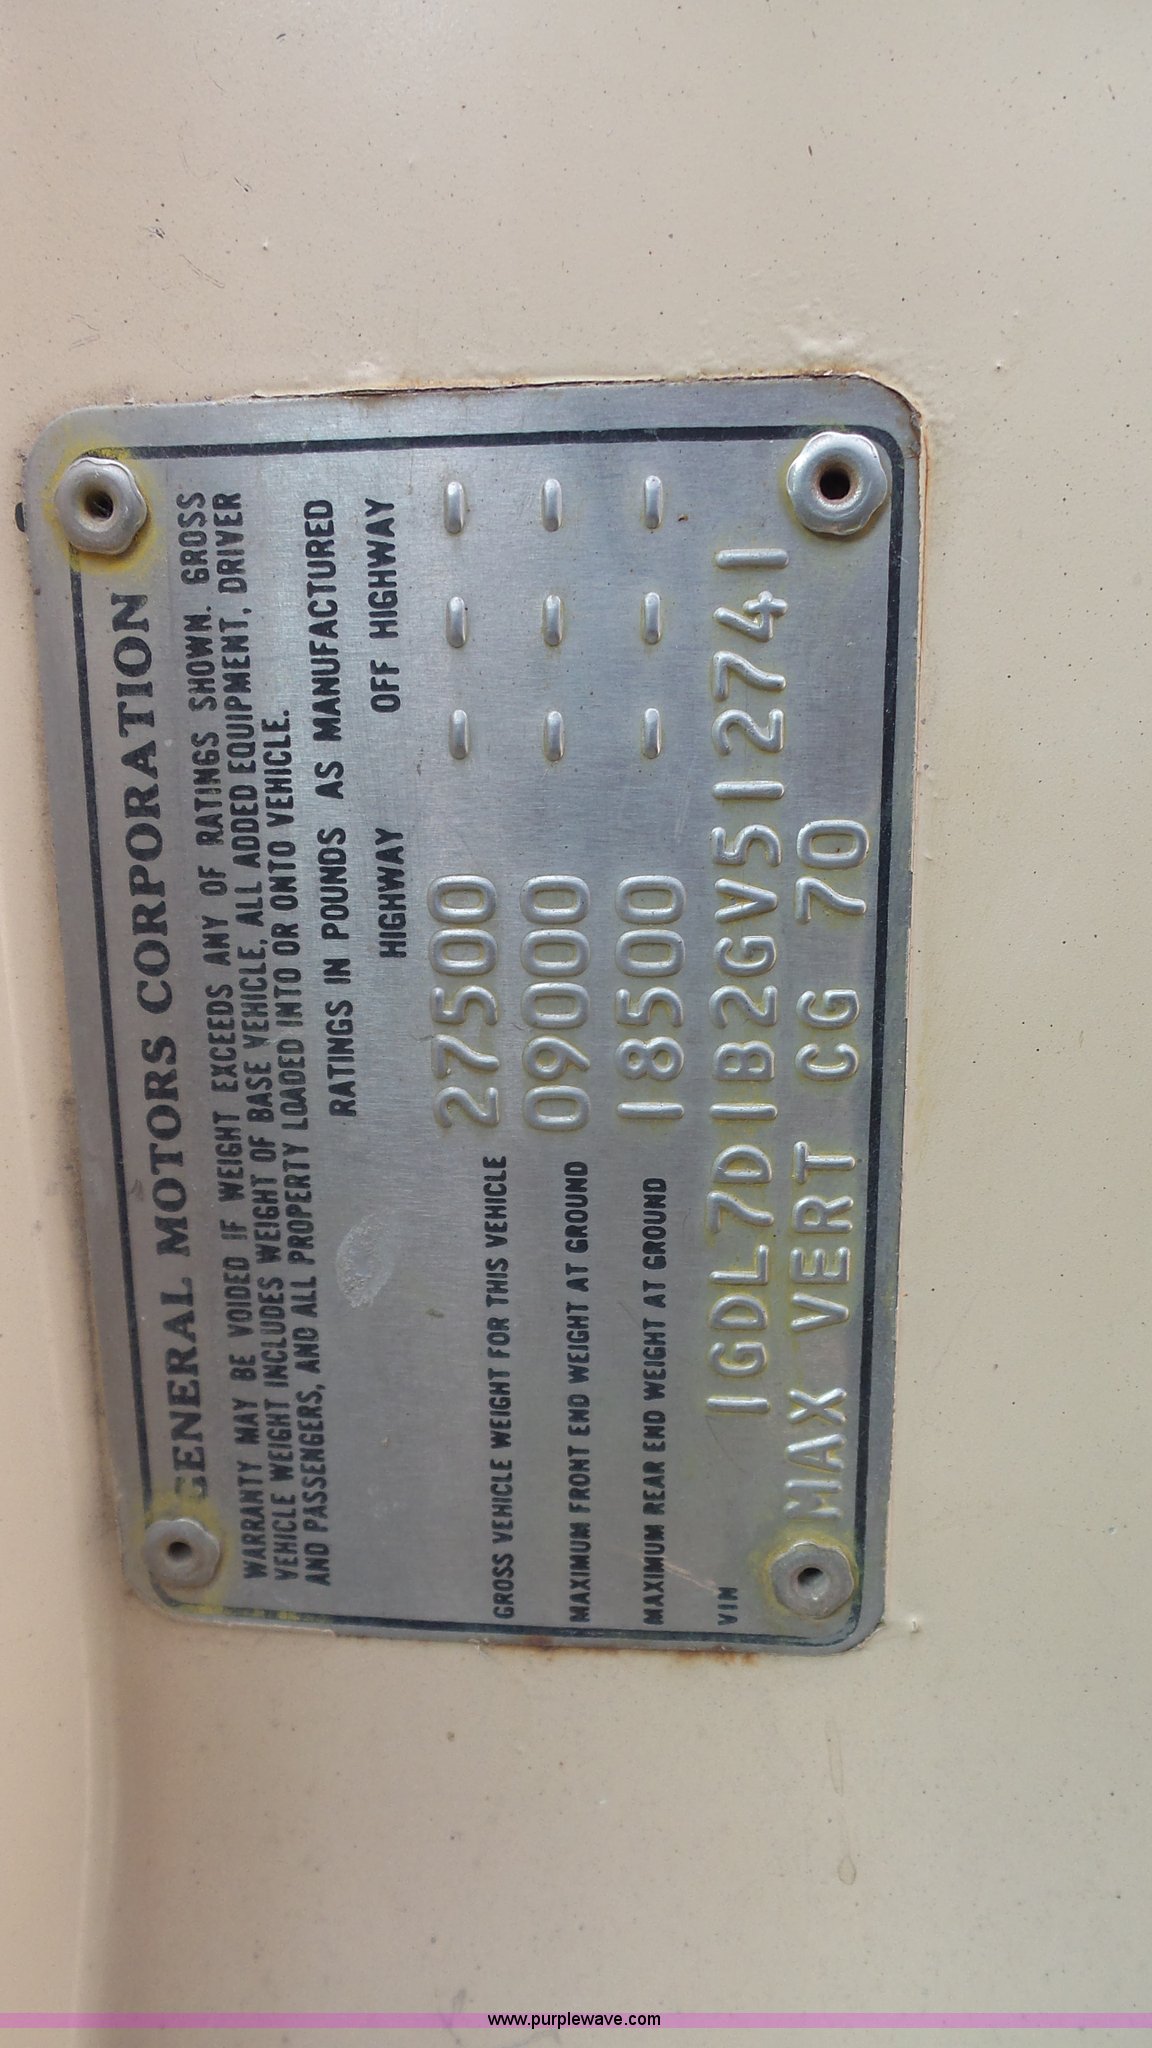 GENERAL MOTORS CORPORATION
WARRANTY MAY BE VOIDED IF WEIGHT EXCEEDS ANY OF RATINGS SHOWN. GROSS
VEHICLE WEIGHT INCLUDES WEIGHT OF BASE VEHICLE, ALL ADDED EQUIPMENT, DRIVER
AND PASSENGERS, AND ALL PROPERTY LOADED INTO OR ONTO VEHICLE.
RATINGS IN POUNDS AS MANUFACTURED
HIGHWAY OFF HIGHWAY
GROSS VEHICLE WEIGHT FOR THIS VEHICLE 27500 - - -
MAXIMUM FRONT END WEIGHT AT GROUND 09000 - - -
MAXIMUM REAR END WEIGHT AT GROUND 18500 - - -
VIN 1GDL7D1B2GV512741
MAX VERT CG 70
www.purplewave.com